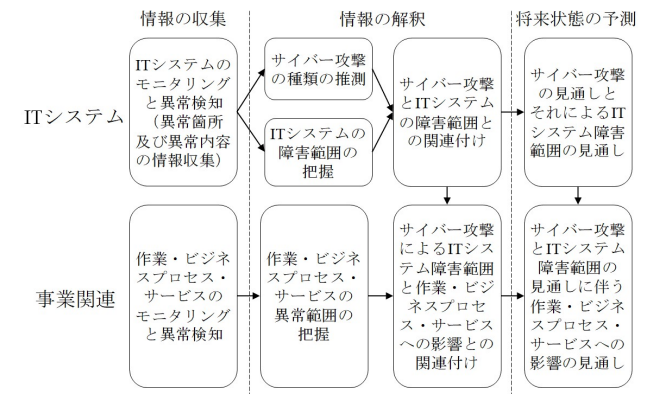 情報の収集
情報の解釈
将来状態の予測
ITシステム
ITシステムの
モニタリング
と異常検知
（異常箇所
及び異常内容
の情報収集）
サイバー攻撃
の種類の推測
ITシステムの
障害範囲の
把握
サイバー攻撃
とITシステム
の障害範囲と
の関連付け
サイバー攻撃
の見通しと
それによるIT
システム障害
範囲の見通し
事業関連
作業・ビジネ
スプロセス・
サービスの
モニタリング
と異常検知
作業・ビジネ
スプロセス・
サービスの
異常範囲の
把握
サイバー攻撃
によるITシス
テム障害範囲
と作業・ビジ
ネスプロセ
ス・サービス
への影響との
関連付け
サイバー攻撃
とITシステム
障害範囲の
見通しに伴う
作業・ビジネ
スプロセス・
サービスへの
影響の見通し